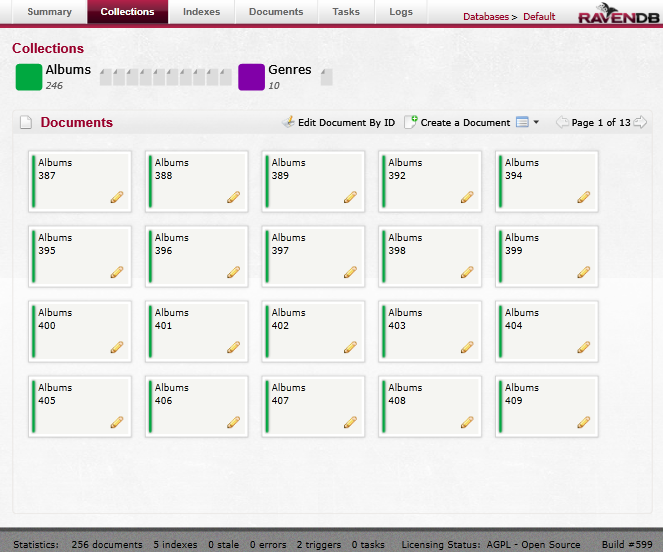 Summary Collections Indexes Documents Tasks Logs
Databases > Default
RAVENDB
Collections
Albums
246
Genres
10
Documents
Edit Document By ID Create a Document Page 1 of 13
Albums Albums Albums Albums Albums
387 388 389 392 394
Albums Albums Albums Albums Albums
395 396 397 398 399
Albums Albums Albums Albums Albums
400 401 402 403 404
Albums Albums Albums Albums Albums
405 406 407 408 409
Statistics: 256 documents 5 indexes 0 stale 0 errors 2 triggers 0 tasks Licensing Status: AGPL - Open Source Build #599